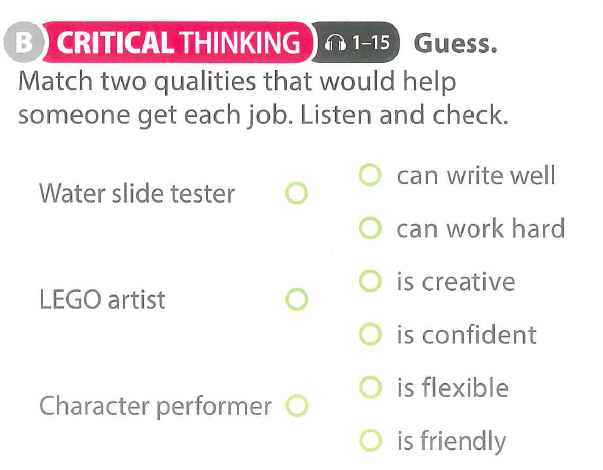 B CRITICAL THINKING 1–15 Guess.
Match two qualities that would help
someone get each job. Listen and check.
Water slide tester
LEGO artist
Character performer
can write well
can work hard
is creative
is confident
is flexible
is friendly